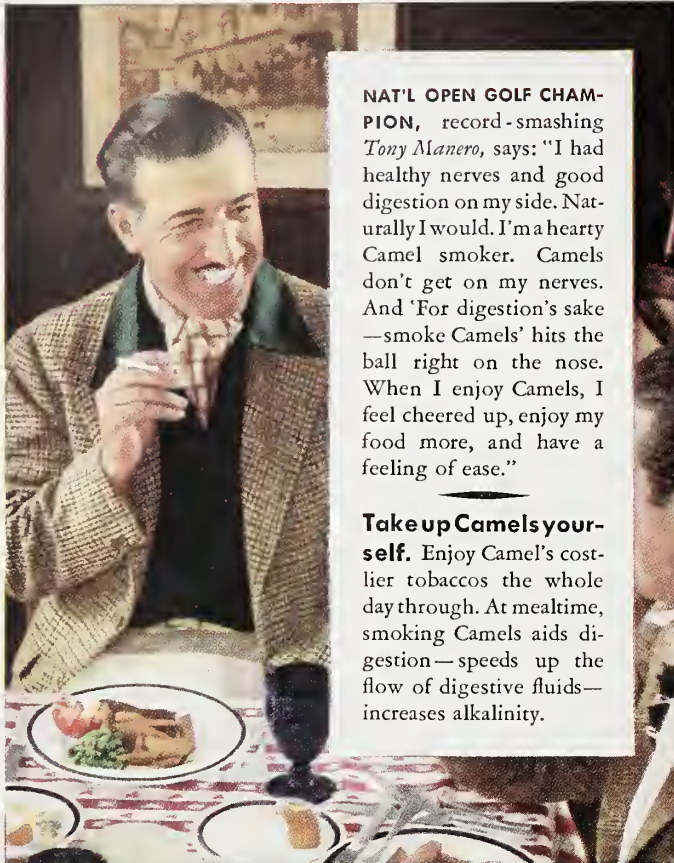 NAT'L OPEN GOLF CHAM-
PION, record-smashing
Tony Manero, says: "I had
healthy nerves and good
digestion on my side. Nat-
urally I would. I'm a hearty
Camel smoker. Camels
don't get on my nerves.
And 'For digestion's sake
—smoke Camels' hits the
ball right on the nose.
When I enjoy Camels, I
feel cheered up, enjoy my
food more, and have a
feeling of ease."
Take up Camels your-
self. Enjoy Camel's cost-
lier tobaccos the whole
day through. At mealtime,
smoking Camels aids di-
gestion—speeds up the
flow of digestive fluids—
increases alkalinity.